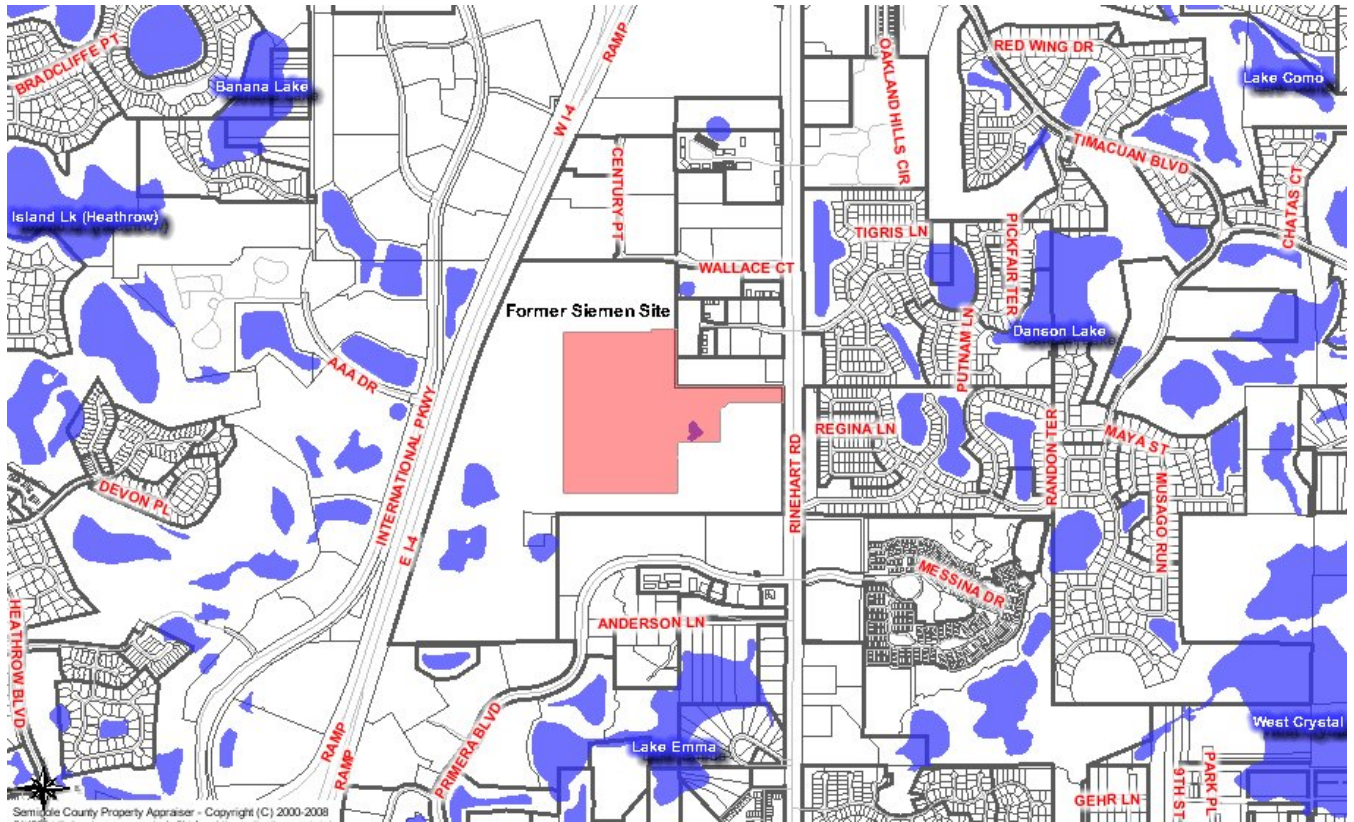 BRADCLIFFE PT
Banana Lake
RAMP
W I-4
OAKLAND HILLS CIR
RED WING DR
Lake Como
TIMACUAN BLVD
CENTURY PT
CHATAS CT
Island Lk (Heathrow)
TIGRIS LN
PICKFAIR TER
WALLACE CT
Former Siemen Site
Danson Lake
PUTNAM LN
AAA DR
INTERNATIONAL PKWY
REGINA LN
RANDON TER
MAYA ST
DEVON PL
RINEHART RD
MUSAGO RUN
E I-4
MESSINA DR
HEATHROW BLVD
ANDERSON LN
PRIMERA BLVD
Lake Emma
West Crystal
RAMP
RAMP
GEHR LN
9TH ST
PARK PL
Seminole County Property Appraiser - Copyright (C) 2000-2008